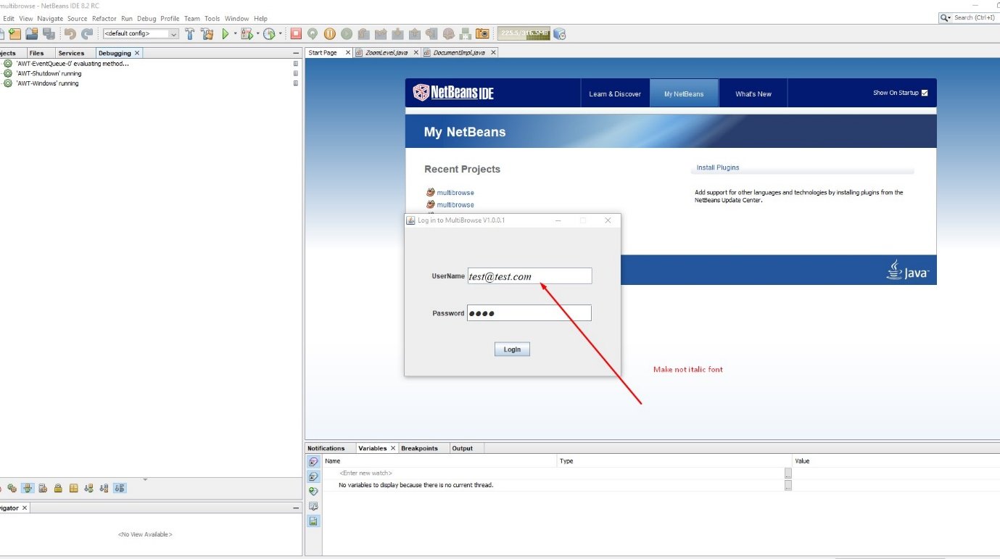 multibrowse - NetBeans IDE 8.2 RC
Edit View Navigate Source Refactor Run Debug Profile Team Tools Window Help
Search (Ctrl+I)
<default config>
225.5/316.5MB
jects Files Services Debugging
Start Page ZoomLevel.java DocumentImpl.java
'AWT-EventQueue-0' evaluating method...
'AWT-Shutdown' running
'AWT-Windows' running
NetBeans IDE
Learn & Discover
My NetBeans
What's New
Show On Startup
My NetBeans
Recent Projects
Install Plugins
multibrowse
multibrowse
Add support for other languages and technologies by installing plugins from the
NetBeans Update Center.
Log in to MultiBrowse V1.0.0.1
UserName test@test.com
Password
LogIn
Java
Make not italic font
Notifications Variables Breakpoints Output
Name Type Value
<Enter new watch>
...
No variables to display because there is no current thread.
...
vigator
<No View Available>